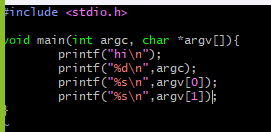 #include <stdio.h>
void main(int argc, char *argv[]){
        printf("hi\n");
        printf("%d\n",argc);
        printf("%s\n",argv[0]);
        printf("%s\n",argv[1]);
}
~